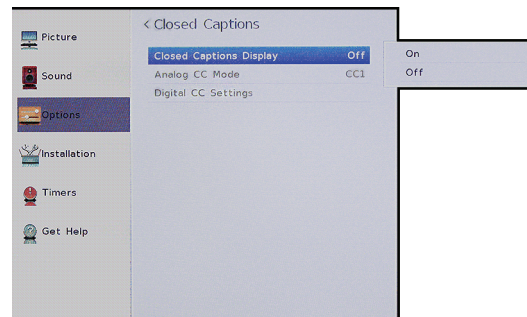 Picture
Sound
Options
Installation
Timers
Get Help
< Closed Captions
Closed Captions Display Off
Analog CC Mode CC1
Digital CC Settings
On
Off